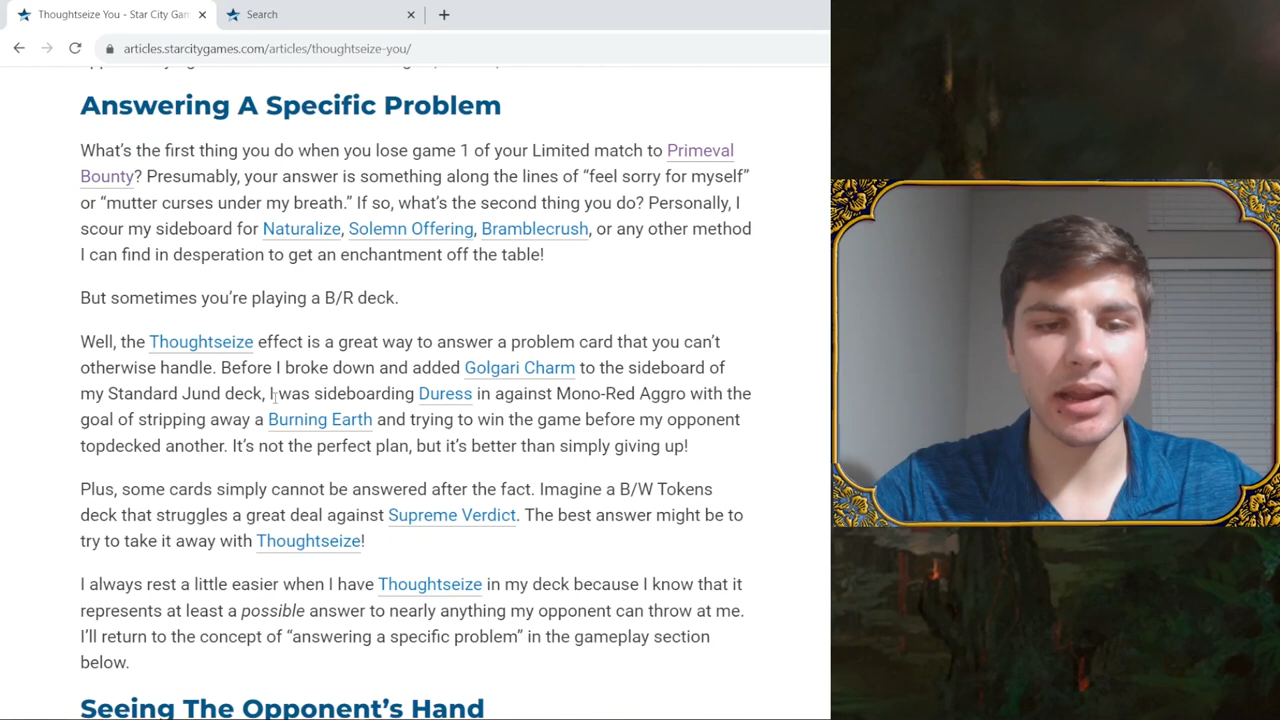 Thoughtseize You - Star City Gam
Search
articles.starcitygames.com/articles/thoughtseize-you/
Answering A Specific Problem
What's the first thing you do when you lose game 1 of your Limited match to Primeval
Bounty? Presumably, your answer is something along the lines of “feel sorry for myself”
or “mutter curses under my breath.” If so, what's the second thing you do? Personally, I
scour my sideboard for Naturalize, Solemn Offering, Bramblecrush, or any other method
I can find in desperation to get an enchantment off the table!
But sometimes you're playing a B/R deck.
Well, the Thoughtseize effect is a great way to answer a problem card that you can't
otherwise handle. Before I broke down and added Golgari Charm to the sideboard of
my Standard Jund deck, I was sideboarding Duress in against Mono-Red Aggro with the
goal of stripping away a Burning Earth and trying to win the game before my opponent
topdecked another. It's not the perfect plan, but it's better than simply giving up!
Plus, some cards simply cannot be answered after the fact. Imagine a B/W Tokens
deck that struggles a great deal against Supreme Verdict. The best answer might be to
try to take it away with Thoughtseize!
I always rest a little easier when I have Thoughtseize in my deck because I know that it
represents at least a possible answer to nearly anything my opponent can throw at me.
I'll return to the concept of “answering a specific problem” in the gameplay section
below.
Seeing The Opponent's Hand